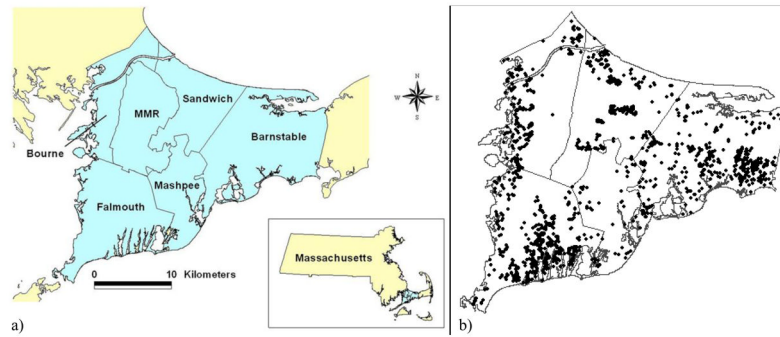 N
W E
S
Sandwich
MMR
Barnstable
Bourne
Mashpee
Falmouth
Massachusetts
0 10 Kilometers
a)
b)